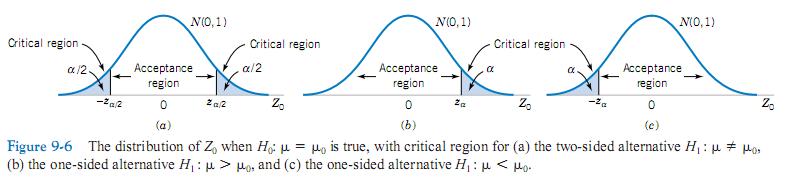 N(0,1)
N(0,1)
N(0,1)
Critical region
Critical region
Critical region
α/2
Acceptance
region
α/2
Acceptance
region
α
α
Acceptance
region
−zα/2
0
zα/2
Z0
0
zα
Z0
−zα
0
Z0
(a)
(b)
(c)
Figure 9-6 The distribution of Z0 when H0: μ = μ0 is true, with critical region for (a) the two-sided alternative H1: μ ≠ μ0,
(b) the one-sided alternative H1: μ > μ0, and (c) the one-sided alternative H1: μ < μ0.